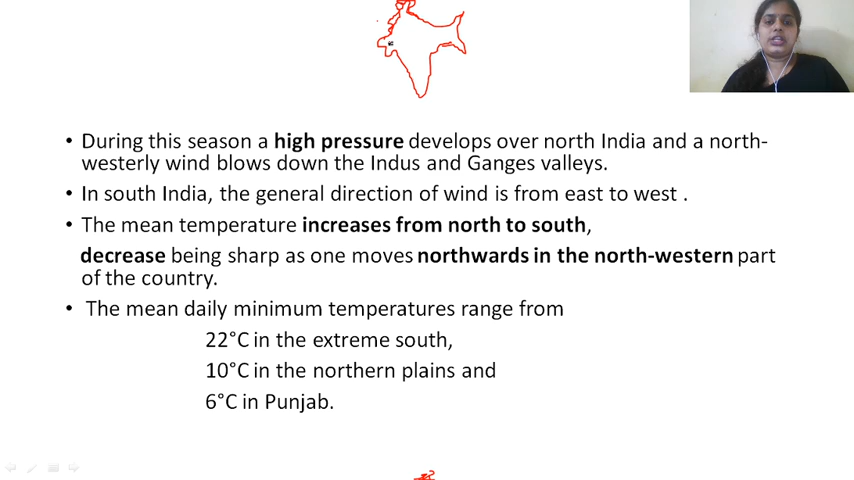 • During this season a high pressure develops over north India and a north-
westerly wind blows down the Indus and Ganges valleys.
• In south India, the general direction of wind is from east to west .
• The mean temperature increases from north to south,
decrease being sharp as one moves northwards in the north-western part
of the country.
• The mean daily minimum temperatures range from
22°C in the extreme south,
10°C in the northern plains and
6°C in Punjab.